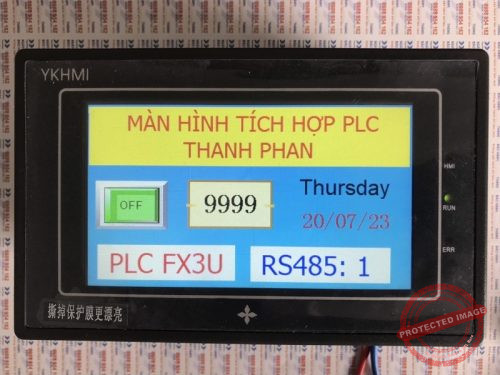 YKHMI
MÀN HÌNH TÍCH HỢP PLC
THANH PHAN
OFF
9999
Thursday
20/07/23
PLC FX3U
RS485: 1
HMI
RUN
ERR
撕掉保护膜更漂亮
PROTECTED IMAGE